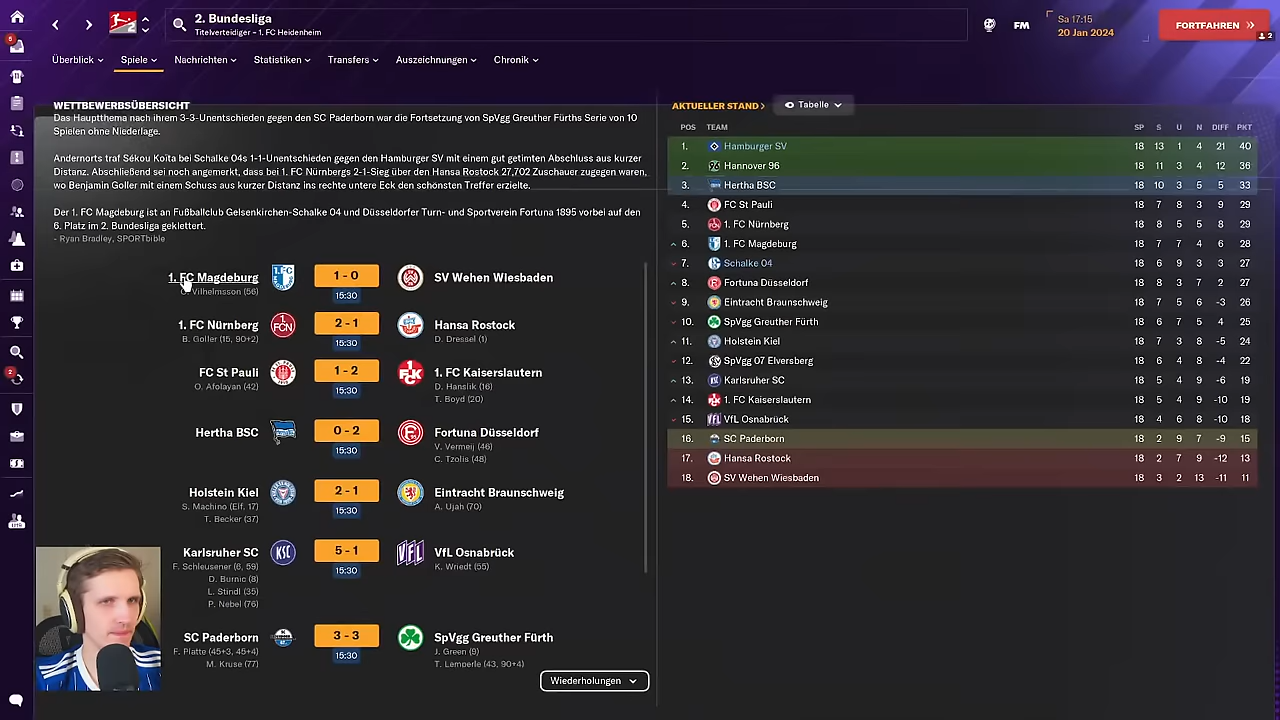 2. Bundesliga
Titelverteidiger - 1. FC Heidenheim
FM
Sa 17:15
20 Jan 2024
FORTFAHREN
2
Überblick
Spiele
Nachrichten
Statistiken
Transfers
Auszeichnungen
Chronik
WETTBEWERBSÜBERSICHT
Das Hauptthema nach ihrem 3-3-Unentschieden gegen den SC Paderborn war die Fortsetzung von SpVgg Greuther Fürths Serie von 10
Spielen ohne Niederlage.
Andernorts traf Sékou Koïta bei Schalke 04s 1-1-Unentschieden gegen den Hamburger SV mit einem gut getimten Abschluss aus kurzer
Distanz. Abschließend sei noch angemerkt, dass bei 1. FC Nürnbergs 2-1-Sieg über den Hansa Rostock 27,702 Zuschauer zugegen waren,
wo Benjamin Goller mit einem Schuss aus kurzer Distanz ins rechte untere Eck den schönsten Treffer erzielte.
Der 1. FC Magdeburg ist an Fußballclub Gelsenkirchen-Schalke 04 und Düsseldorfer Turn- und Sportverein Fortuna 1895 vorbei auf den
6. Platz im 2. Bundesliga geklettert.
- Ryan Bradley, SPORTbible
1. FC Magdeburg 1 - 0 SV Wehen Wiesbaden
Vilhelmsson (56) 15:30
1. FC Nürnberg 2 - 1 Hansa Rostock
B. Goller (15, 90+2) 15:30 D. Dressel (1)
FC St Pauli 1 - 2 1. FC Kaiserslautern
O. Afolayan (42) 15:30 D. Hanslik (16)
T. Boyd (20)
Hertha BSC 0 - 2 Fortuna Düsseldorf
15:30 V. Vermeij (46)
C. Tzolis (48)
Holstein Kiel 2 - 1 Eintracht Braunschweig
S. Machino (Elf. 17) 15:30 A. Ujah (70)
T. Becker (37)
Karlsruher SC 5 - 1 VfL Osnabrück
F. Schleusener (6, 59) 15:30 K. Wriedt (55)
D. Burnic (8)
L. Stindl (35)
P. Nebel (76)
SC Paderborn 3 - 3 SpVgg Greuther Fürth
F. Platte (45+3, 45+4) 15:30 J. Green (9)
M. Kruse (77) T. Lemperle (43, 90+4)
Wiederholungen
AKTUELLER STAND
Tabelle
POS TEAM SP S U N DIFF PKT
1. Hamburger SV 18 13 1 4 21 40
2. Hannover 96 18 11 3 4 12 36
3. Hertha BSC 18 10 3 5 5 33
4. FC St Pauli 18 7 8 3 9 29
5. 1. FC Nürnberg 18 8 5 5 8 29
6. 1. FC Magdeburg 18 7 7 4 6 28
7. Schalke 04 18 6 9 3 3 27
8. Fortuna Düsseldorf 18 8 3 7 2 27
9. Eintracht Braunschweig 18 7 5 6 -3 26
10. SpVgg Greuther Fürth 18 6 7 5 4 25
11. Holstein Kiel 18 7 3 8 -5 24
12. SpVgg 07 Elversberg 18 6 4 8 -4 22
13. Karlsruher SC 18 5 4 9 -6 19
14. 1. FC Kaiserslautern 18 5 4 9 -10 19
15. VfL Osnabrück 18 4 6 8 -10 18
16. SC Paderborn 18 2 9 7 -9 15
17. Hansa Rostock 18 2 7 9 -12 13
18. SV Wehen Wiesbaden 18 3 2 13 -11 11